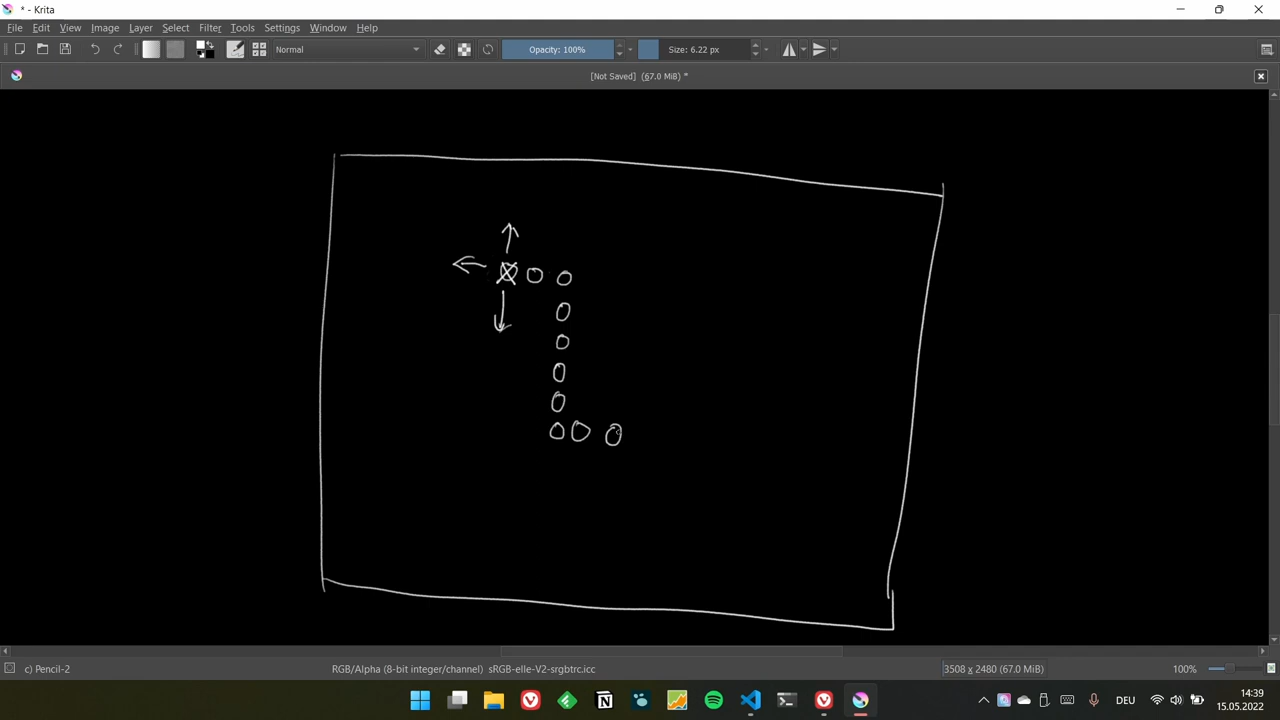 * - Krita
File Edit View Image Layer Select Filter Tools Settings Window Help
Normal Opacity: 100% Size: 6.22 px
[Not Saved] (67.0 MiB) *
c) Pencil-2 RGB/Alpha (8-bit integer/channel) sRGB-elle-V2-srgbtrc.icc 3508 x 2480 (67.0 MiB) 100%
DEU 14:39
15.05.2022